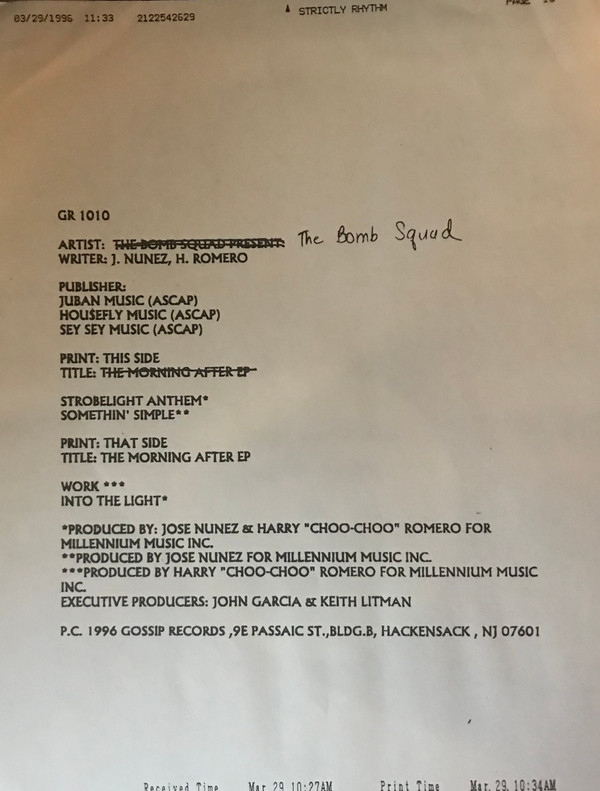 03/29/1996 11:33 2122542629 STRICTLY RHYTHM PAGE
GR 1010
ARTIST: THE BOMB SQUAD PRESENT: The Bomb Squad
WRITER: J. NUNEZ, H. ROMERO
PUBLISHER:
JUBAN MUSIC (ASCAP)
HOU$EFLY MUSIC (ASCAP)
SEY SEY MUSIC (ASCAP)
PRINT: THIS SIDE
TITLE: THE MORNING AFTER EP
STROBELIGHT ANTHEM*
SOMETHIN' SIMPLE**
PRINT: THAT SIDE
TITLE: THE MORNING AFTER EP
WORK ***
INTO THE LIGHT*
*PRODUCED BY: JOSE NUNEZ & HARRY "CHOO-CHOO" ROMERO FOR
MILLENNIUM MUSIC INC.
**PRODUCED BY JOSE NUNEZ FOR MILLENNIUM MUSIC INC.
***PRODUCED BY HARRY "CHOO-CHOO" ROMERO FOR MILLENNIUM MUSIC
INC.
EXECUTIVE PRODUCERS: JOHN GARCIA & KEITH LITMAN
P.C. 1996 GOSSIP RECORDS ,9E PASSAIC ST.,BLDG.B, HACKENSACK , NJ 07601
Received Time Mar. 29. 10:27AM Print Time Mar. 29. 10:34AM